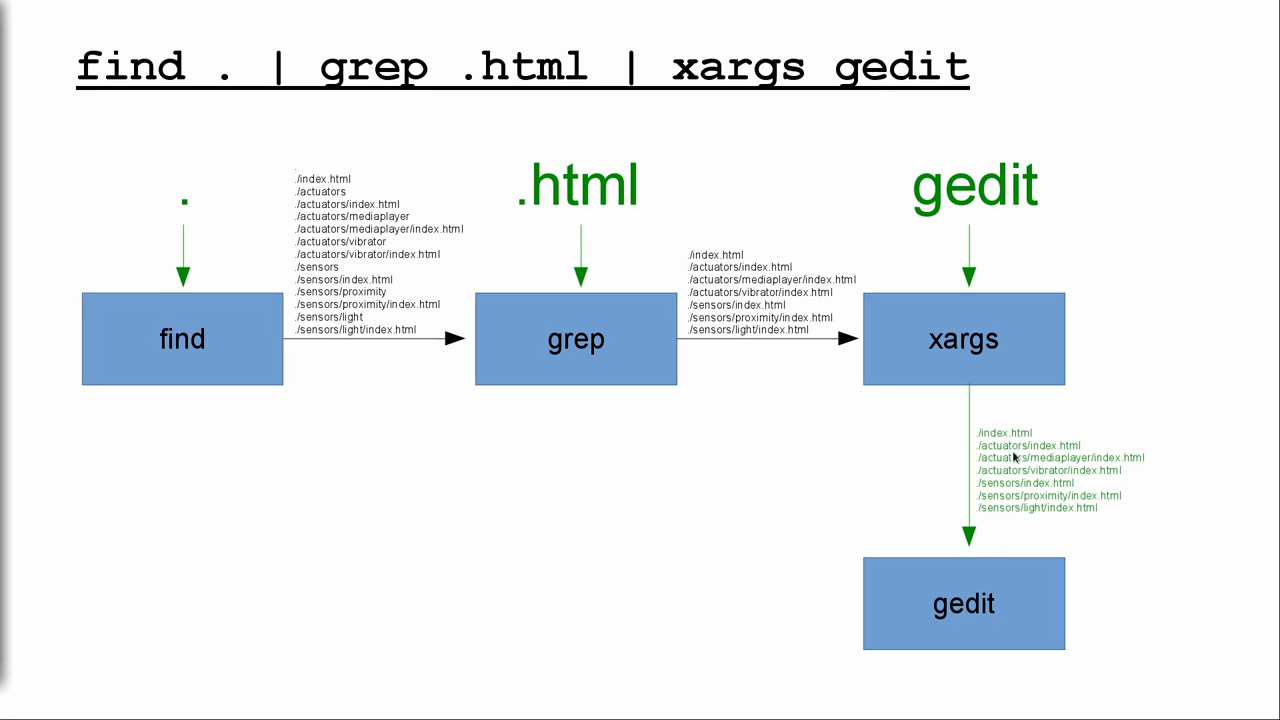 find . | grep .html | xargs gedit
.
.html
gedit
.
./index.html
./actuators
./actuators/index.html
./actuators/mediaplayer
./actuators/mediaplayer/index.html
./actuators/vibrator
./actuators/vibrator/index.html
./sensors
./sensors/index.html
./sensors/proximity
./sensors/proximity/index.html
./sensors/light
./sensors/light/index.html
./index.html
./actuators/index.html
./actuators/mediaplayer/index.html
./actuators/vibrator/index.html
./sensors/index.html
./sensors/proximity/index.html
./sensors/light/index.html
find
grep
xargs
./index.html
./actuators/index.html
./actuators/mediaplayer/index.html
./actuators/vibrator/index.html
./sensors/index.html
./sensors/proximity/index.html
./sensors/light/index.html
gedit